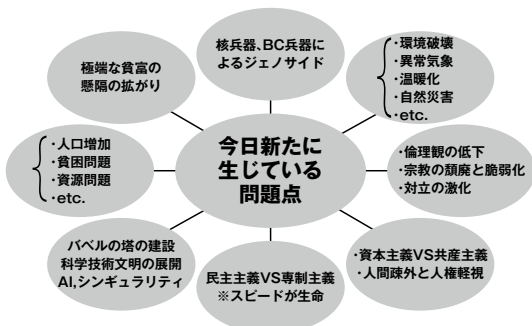 核兵器、BC兵器に
よるジェノサイド
極端な貧富の
懸隔の拡がり
・環境破壊
・異常気象
・温暖化
・自然災害
・etc.
今日新たに
生じている
問題点
・人口増加
・貧困問題
・資源問題
・etc.
・倫理観の低下
・宗教の頽廃と脆弱化
・対立の激化
バベルの塔の建設
科学技術文明の展開
AI,シンギュラリティ
民主主義VS専制主義
※スピードが生命
・資本主義VS共産主義
・人間疎外と人権軽視